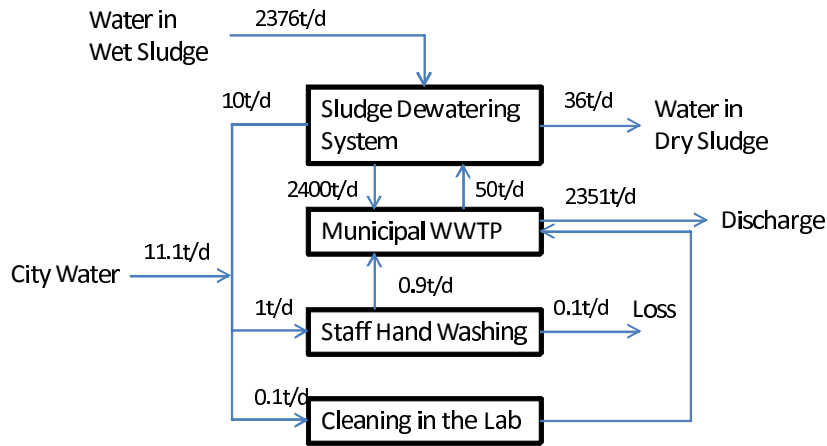 Water in
Wet Sludge
2376t/d
10t/d
Sludge Dewatering
System
36t/d
Water in
Dry Sludge
2400t/d
50t/d
2351t/d
Municipal WWTP
Discharge
City Water
11.1t/d
0.9t/d
1t/d
Staff Hand Washing
0.1t/d
Loss
0.1t/d
Cleaning in the Lab